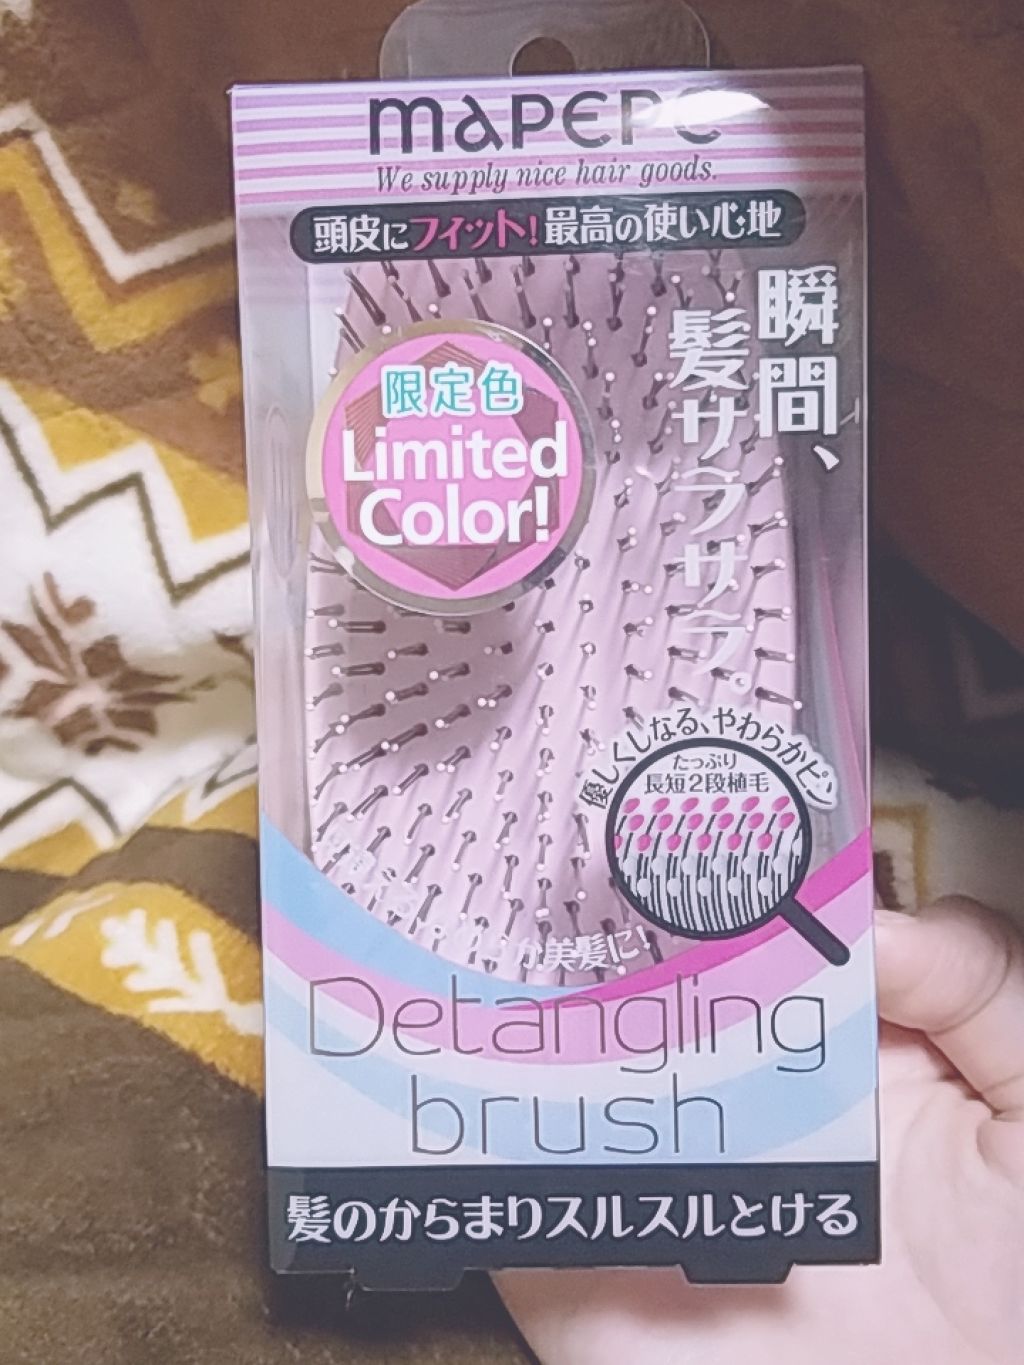 mapepe
We supply nice hair goods.
頭皮にフィット!最高の使い心地
瞬間、
髪サラサラ。
限定色
Limited
Color!
優しくしなる、やわらかピン
たっぷり
長短2段植毛
美髪に!
Detangling
brush
髪のからまりスルスルとける